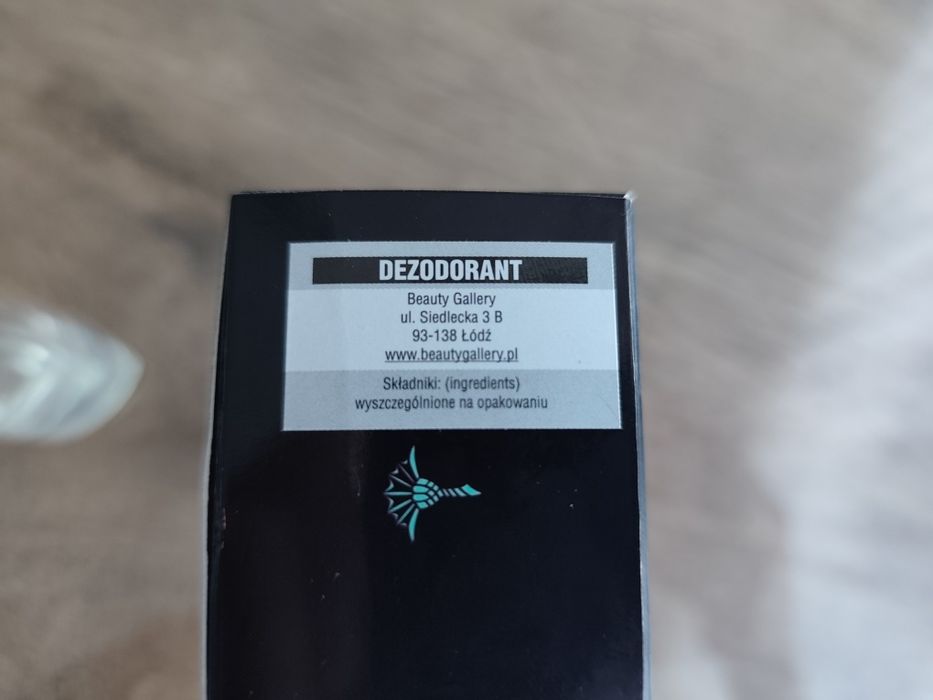 DEZODORANT
Beauty Gallery
ul. Siedlecka 3 B
93-138 Łódź
www.beautygallery.pl
Składniki: (ingredients)
wyszczególnione na opakowaniu